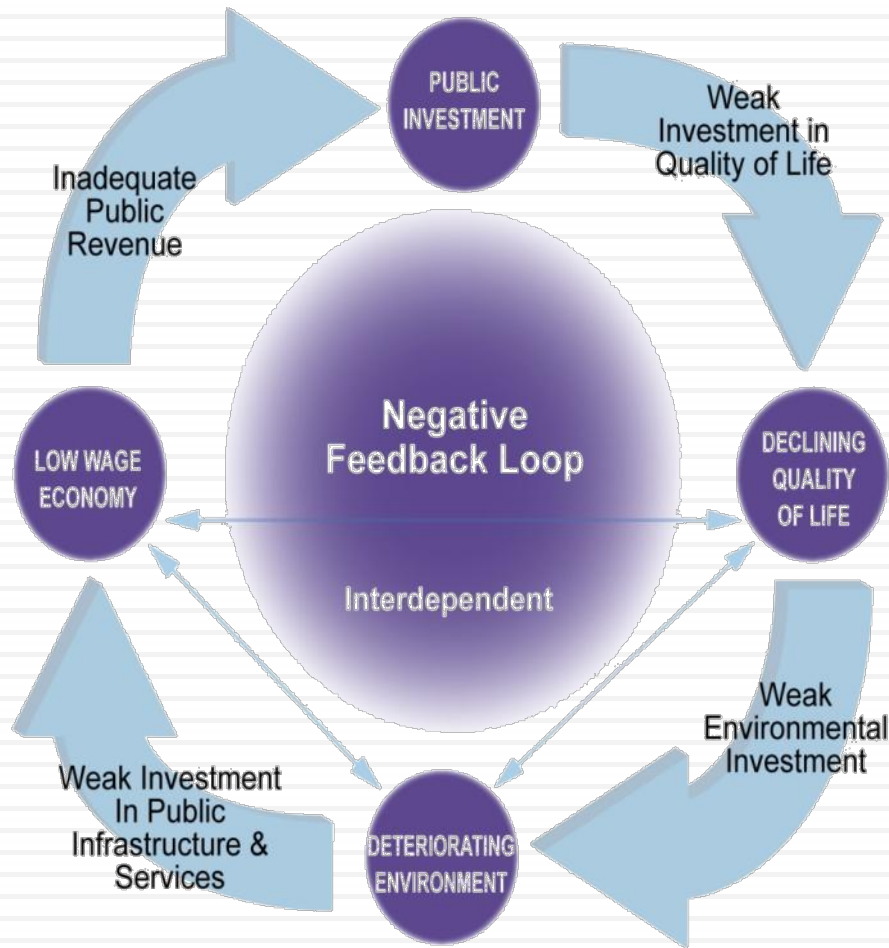 PUBLIC
INVESTMENT
Weak
Investment in
Quality of Life
Inadequate
Public
Revenue
Negative
Feedback Loop
LOW WAGE
ECONOMY
DECLINING
QUALITY
OF LIFE
Interdependent
Weak
Environmental
Investment
Weak Investment
In Public
Infrastructure &
Services
DETERIORATING
ENVIRONMENT